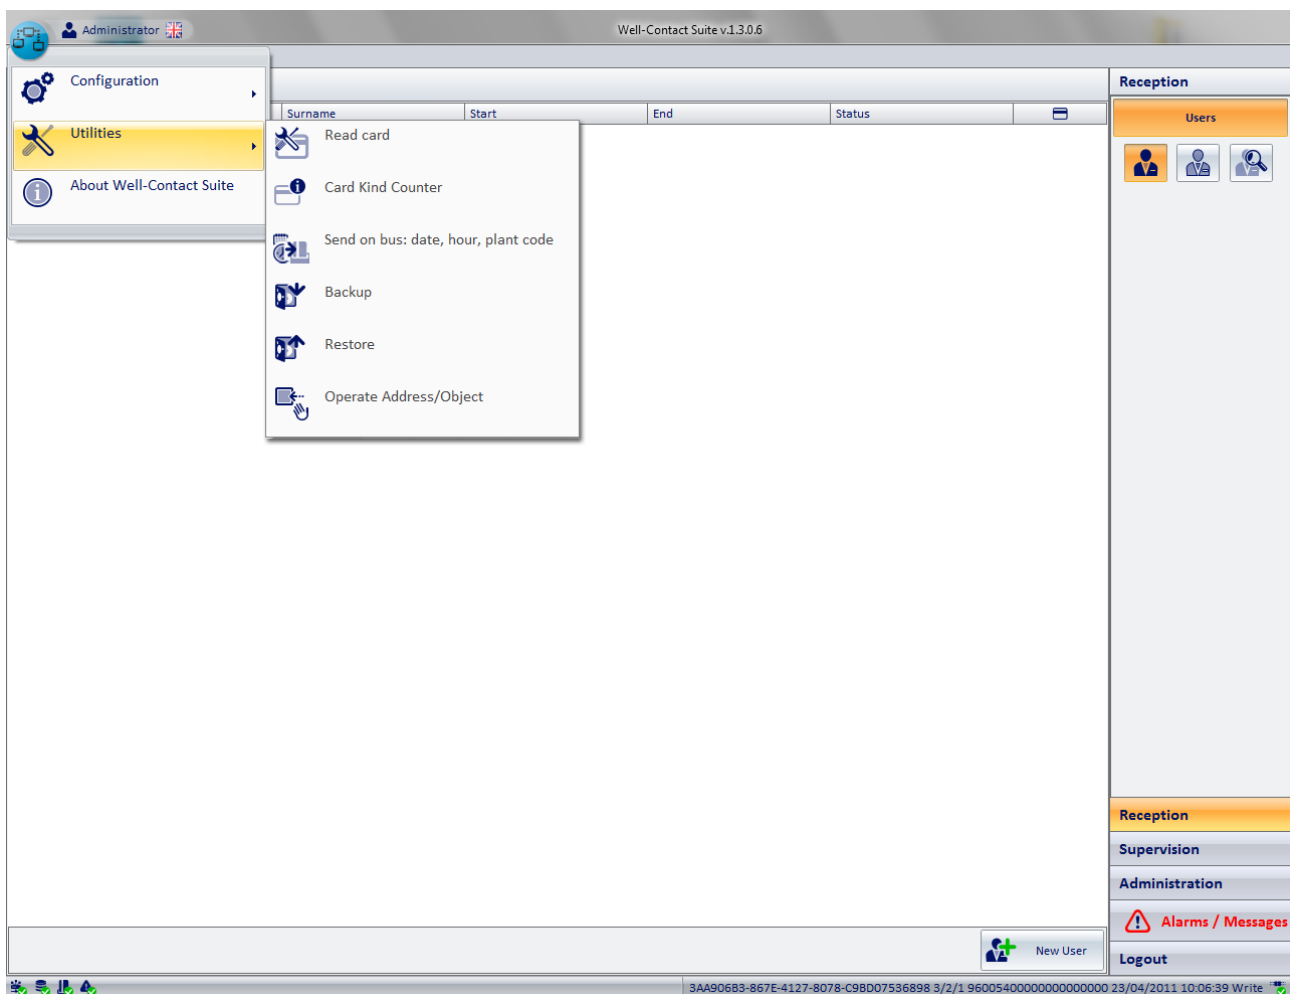 Administrator
Well-Contact Suite v.1.3.0.6
Configuration
Utilities
About Well-Contact Suite
Surname
Start
End
Status
Read card
Card Kind Counter
Send on bus: date, hour, plant code
Backup
Restore
Operate Address/Object
Reception
Users
Reception
Supervision
Administration
Alarms / Messages
Logout
New User
3AA906B3-867E-4127-8078-C9BD07536898 3/2/1 96005400000000000000 23/04/2011 10:06:39 Write